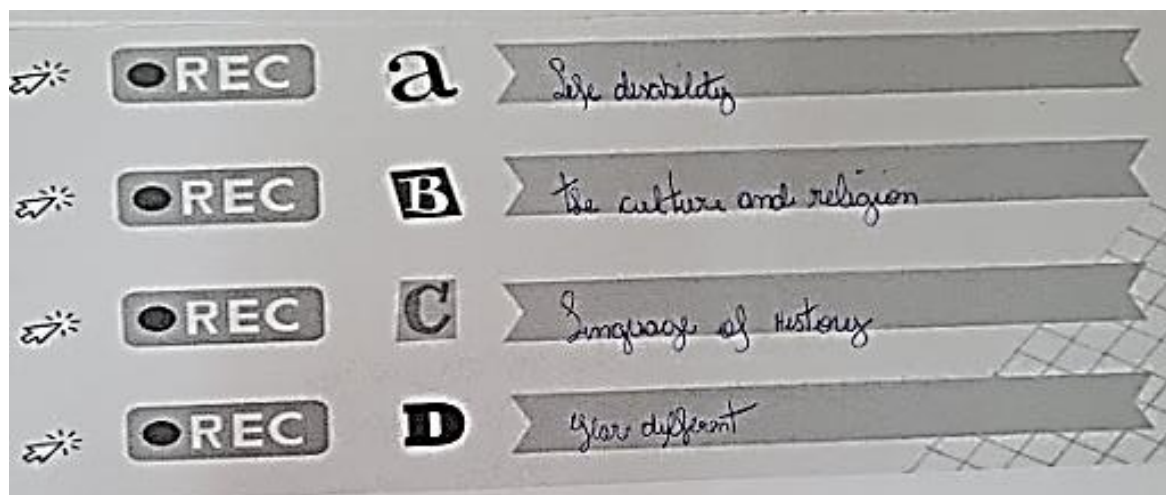 REC a Life disability
REC B the culture and religion
REC C Language of History
REC D Year different